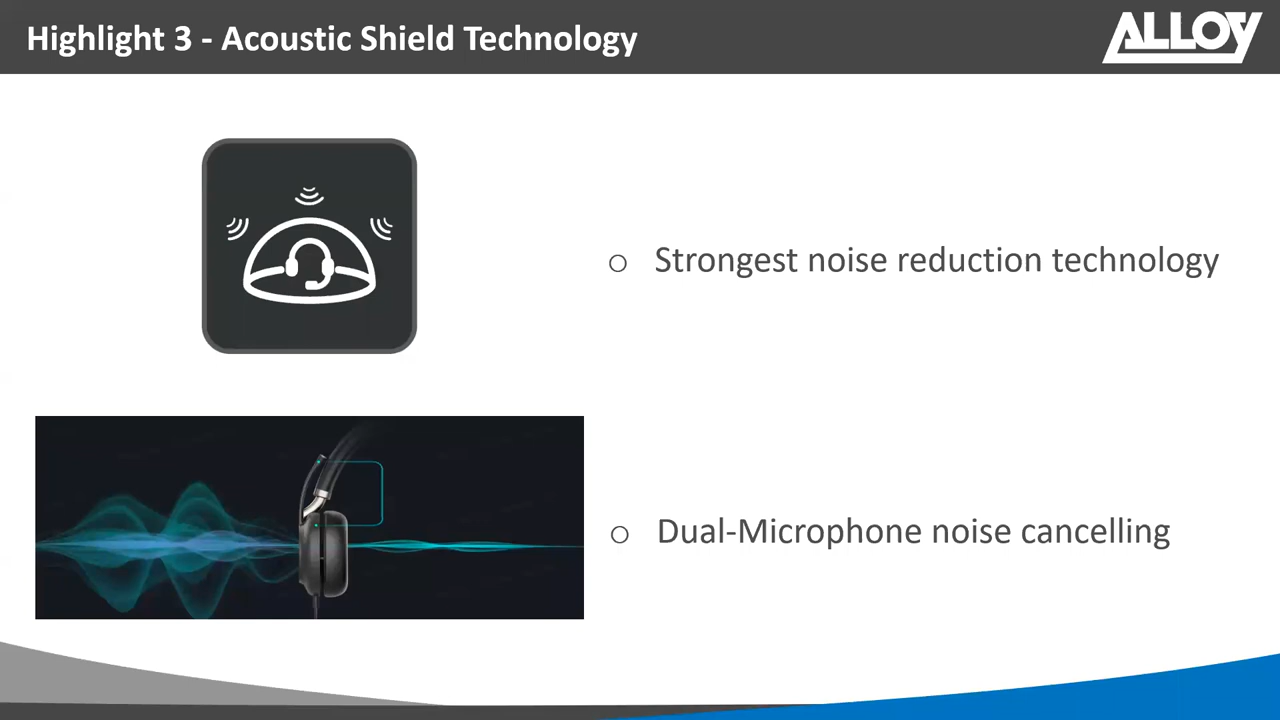 Highlight 3 - Acoustic Shield Technology
ALLOY
Strongest noise reduction technology
Dual-Microphone noise cancelling